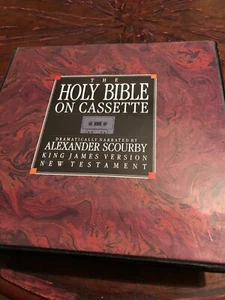 THE
HOLY BIBLE
ON CASSETTE
DRAMATICALLY NARRATED BY
ALEXANDER SCOURBY
KING JAMES VERSION
NEW TESTAMENT